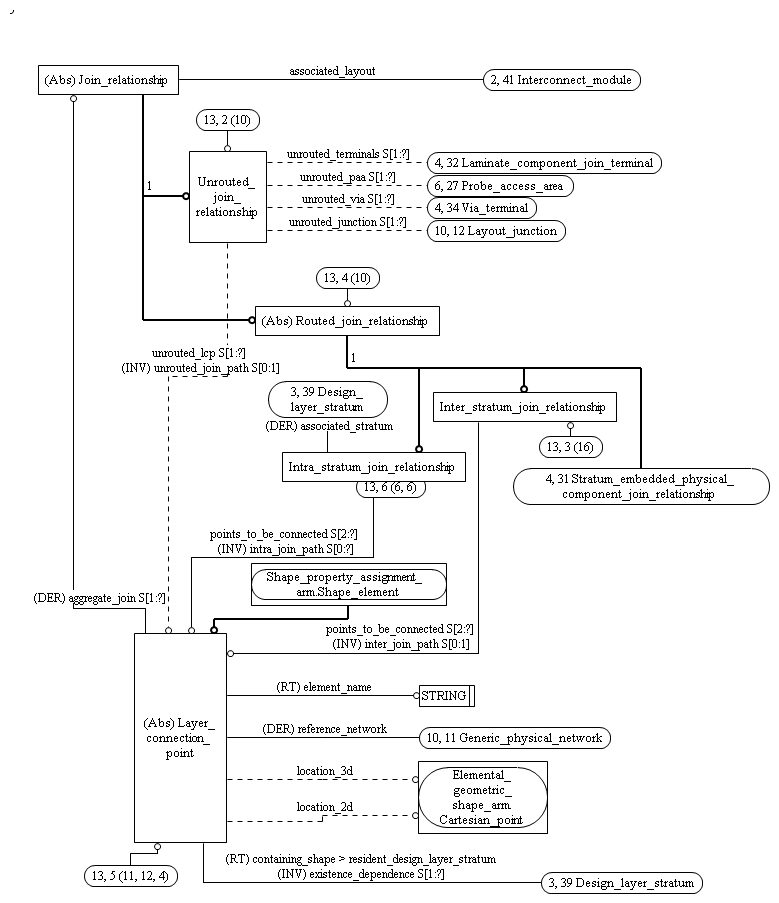 associated_layout
(Abs) Join_relationship
2, 41 Interconnect_module
13, 2 (10)
unrouted_terminals S[1:?]
4, 32 Laminate_component_join_terminal
Unrouted_
join_
relationship
1
unrouted_paa S[1:?]
6, 27 Probe_access_area
unrouted_via S[1:?]
4, 34 Via_terminal
unrouted_junction S[1:?]
10, 12 Layout_junction
13, 4 (10)
(Abs) Routed_join_relationship
unrouted_lcp S[1:?]
(INV) unrouted_join_path S[0:1]
1
3, 39 Design_
layer_stratum
(DER) associated_stratum
Inter_stratum_join_relationship
13, 3 (16)
Intra_stratum_join_relationship
13, 6 (6, 6)
4, 31 Stratum_embedded_physical_
component_join_relationship
points_to_be_connected S[2:?]
(INV) intra_join_path S[0:?]
Shape_property_assignment_
arm.Shape_element
(DER) aggregate_join S[1:?]
points_to_be_connected S[2:?]
(INV) inter_join_path S[0:1]
(RT) element_name
STRING
(Abs) Layer_
connection_
point
(DER) reference_network
10, 11 Generic_physical_network
location_3d
location_2d
Elemental_
geometric_
shape_arm.
Cartesian_point
13, 5 (11, 12, 4)
(RT) containing_shape > resident_design_layer_stratum
(INV) existence_dependence S[1:?]
3, 39 Design_layer_stratum